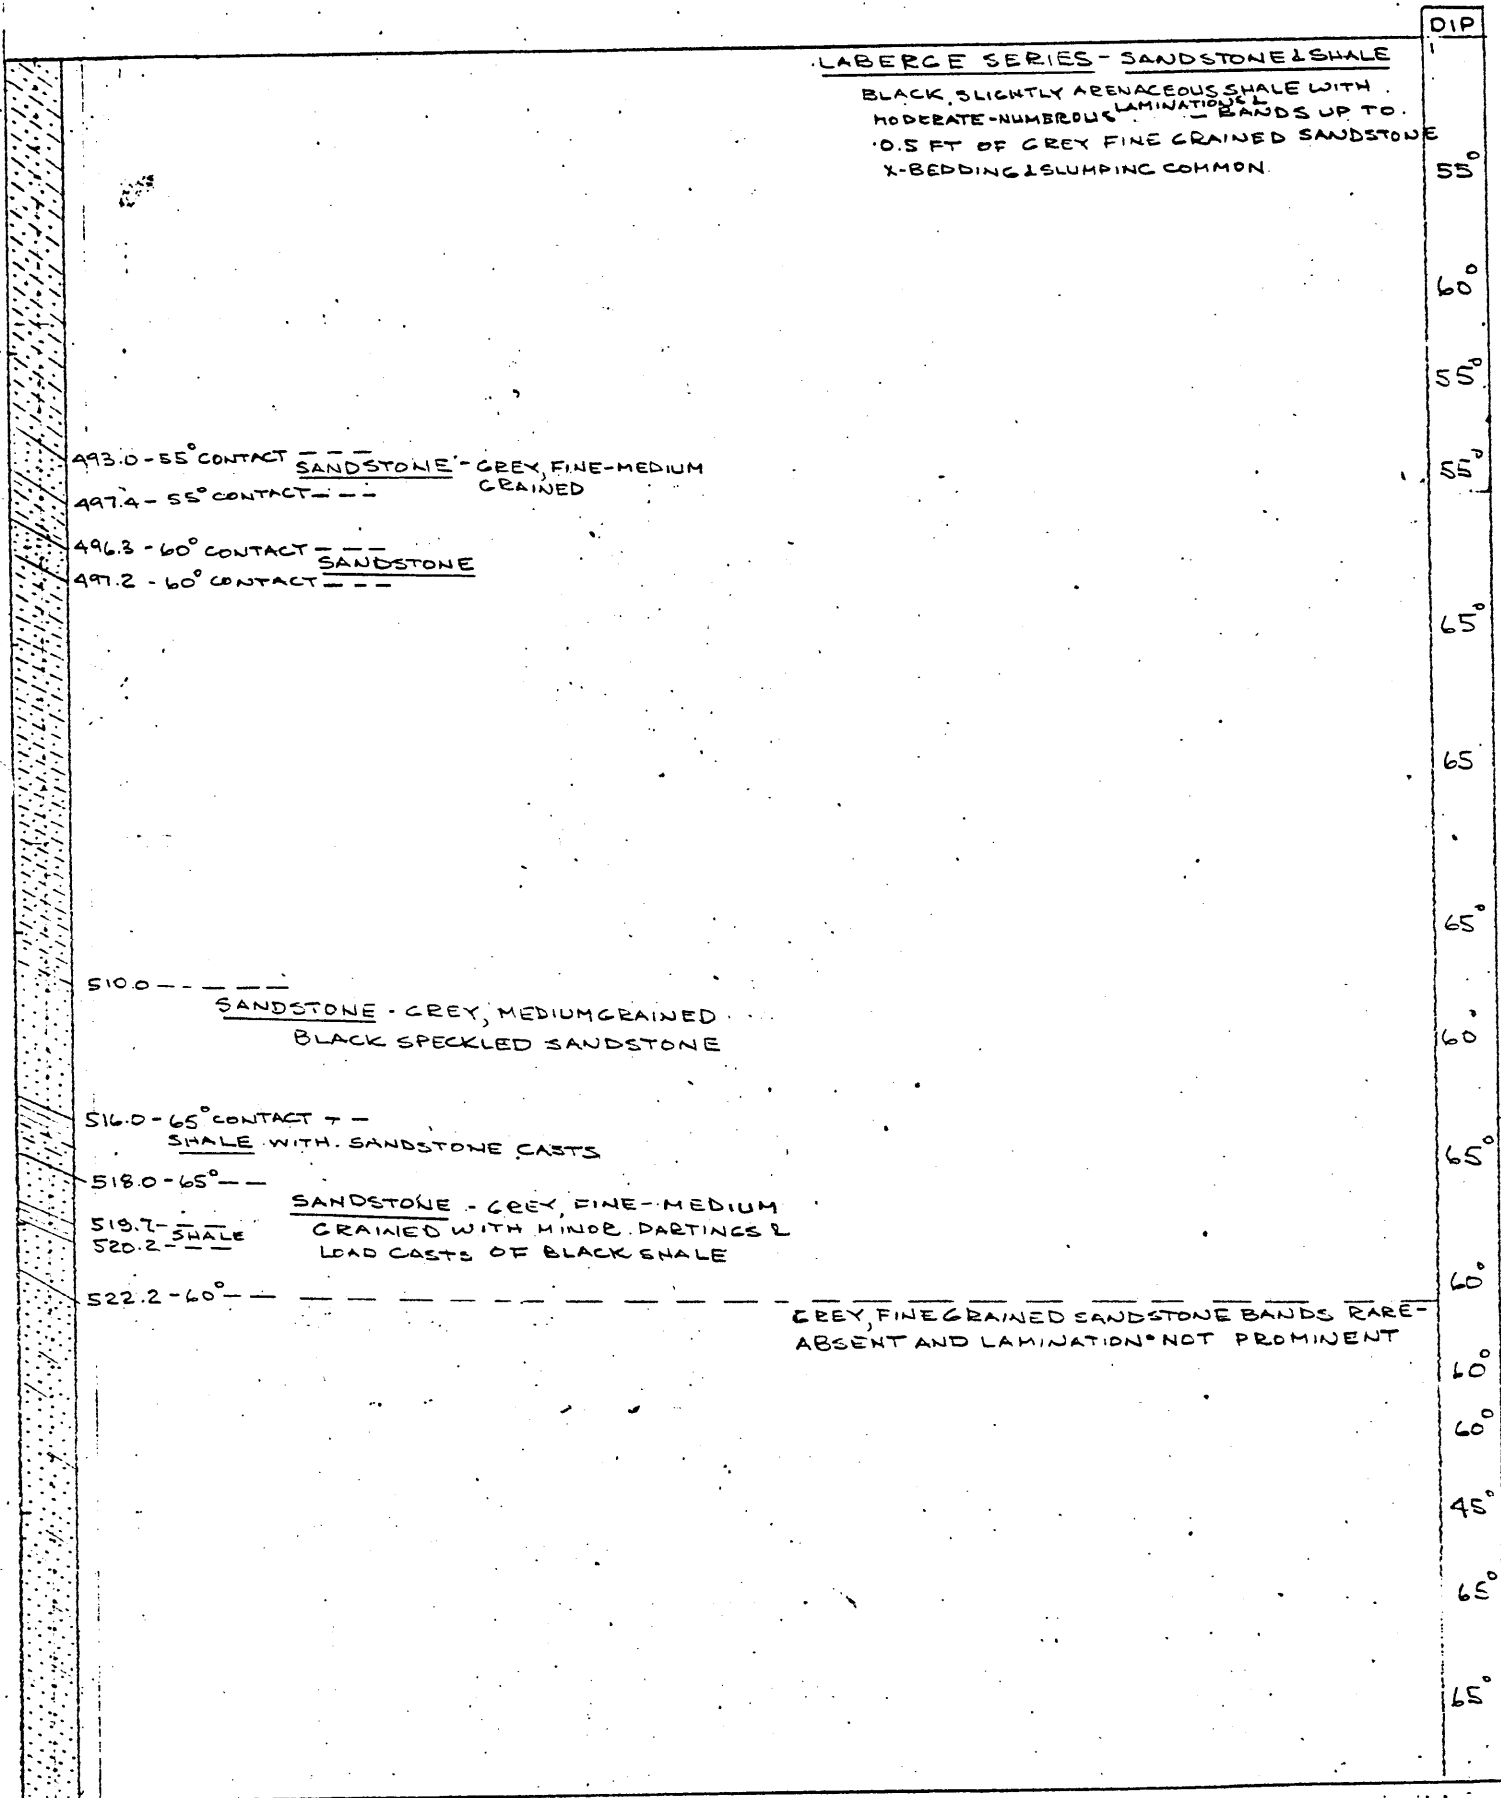 DIP
LABERGE SERIES - SANDSTONE & SHALE
BLACK, SLIGHTLY ARENACEOUS SHALE WITH
MODERATE-NUMEROUS LAMINATIONS & BANDS UP TO
0.5 FT OF GREY FINE GRAINED SANDSTONE
X-BEDDING & SLUMPING COMMON.
55°
60°
55°
493.0 - 55° CONTACT
SANDSTONE - GREY, FINE-MEDIUM
GRAINED
55°
497.4 - 55° CONTACT
496.3 - 60° CONTACT
SANDSTONE
497.2 - 60° CONTACT
65°
65
65°
510.0
SANDSTONE - GREY, MEDIUM GRAINED
BLACK SPECKLED SANDSTONE
60°
516.0 - 65° CONTACT
SHALE WITH SANDSTONE CASTS
65°
518.0 - 65°
SANDSTONE - GREY, FINE-MEDIUM
519.7 - SHALE
GRAINED WITH MINOR PARTINGS &
520.2
LOAD CASTS OF BLACK SHALE
60°
522.2 - 60°
GREY, FINE GRAINED SANDSTONE BANDS RARE-
ABSENT AND LAMINATION NOT PROMINENT
60°
60°
45°
65°
65°